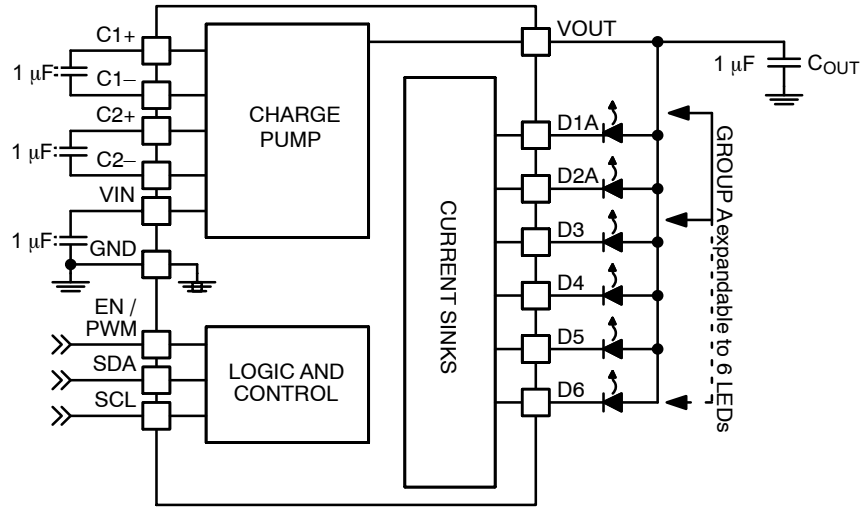 C1+
1 μF
C1–
C2+
1 μF
C2–
VIN
1 μF
GND
EN /
PWM
SDA
SCL
CHARGE
PUMP
LOGIC AND
CONTROL
CURRENT SINKS
VOUT
D1A
D2A
D3
D4
D5
D6
1 μF
COUT
GROUP Aexpandable to 6 LEDs